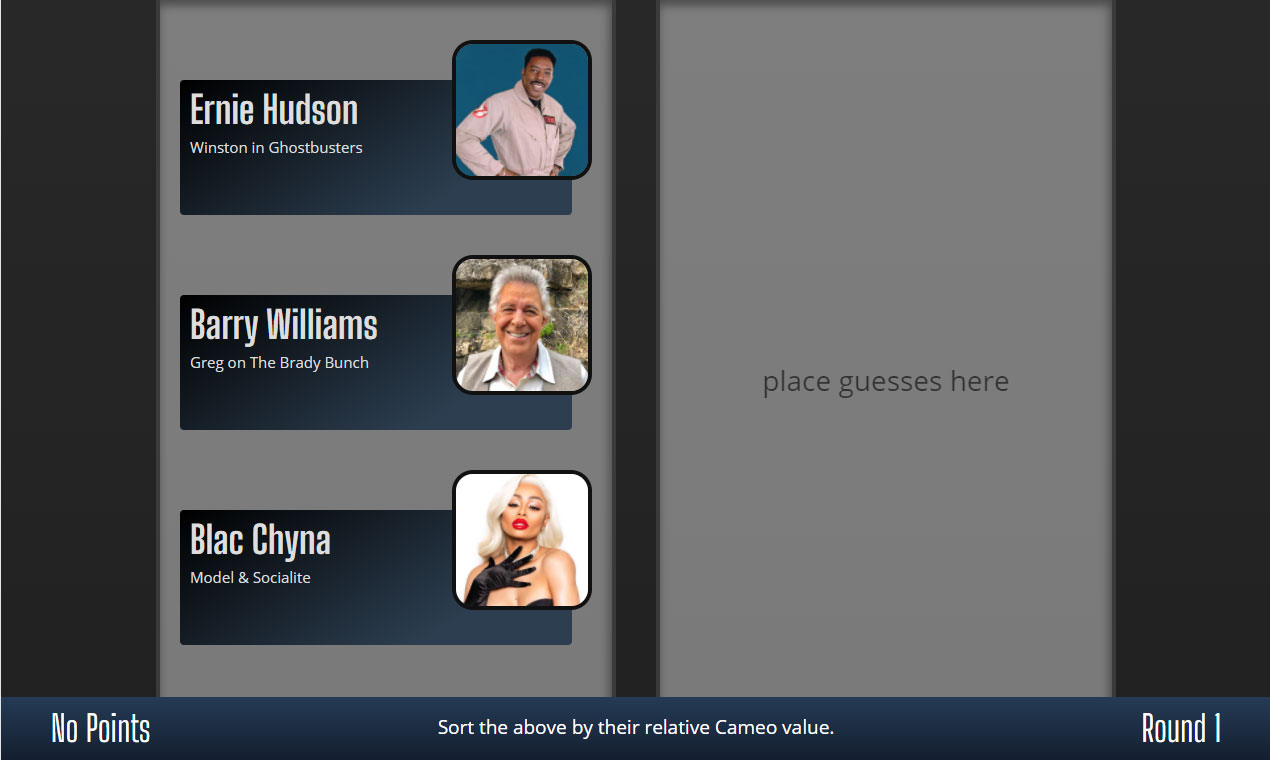 Ernie Hudson
Winston in Ghostbusters
Barry Williams
Greg on The Brady Bunch
Blac Chyna
Model & Socialite
place guesses here
No Points
Sort the above by their relative Cameo value.
Round 1